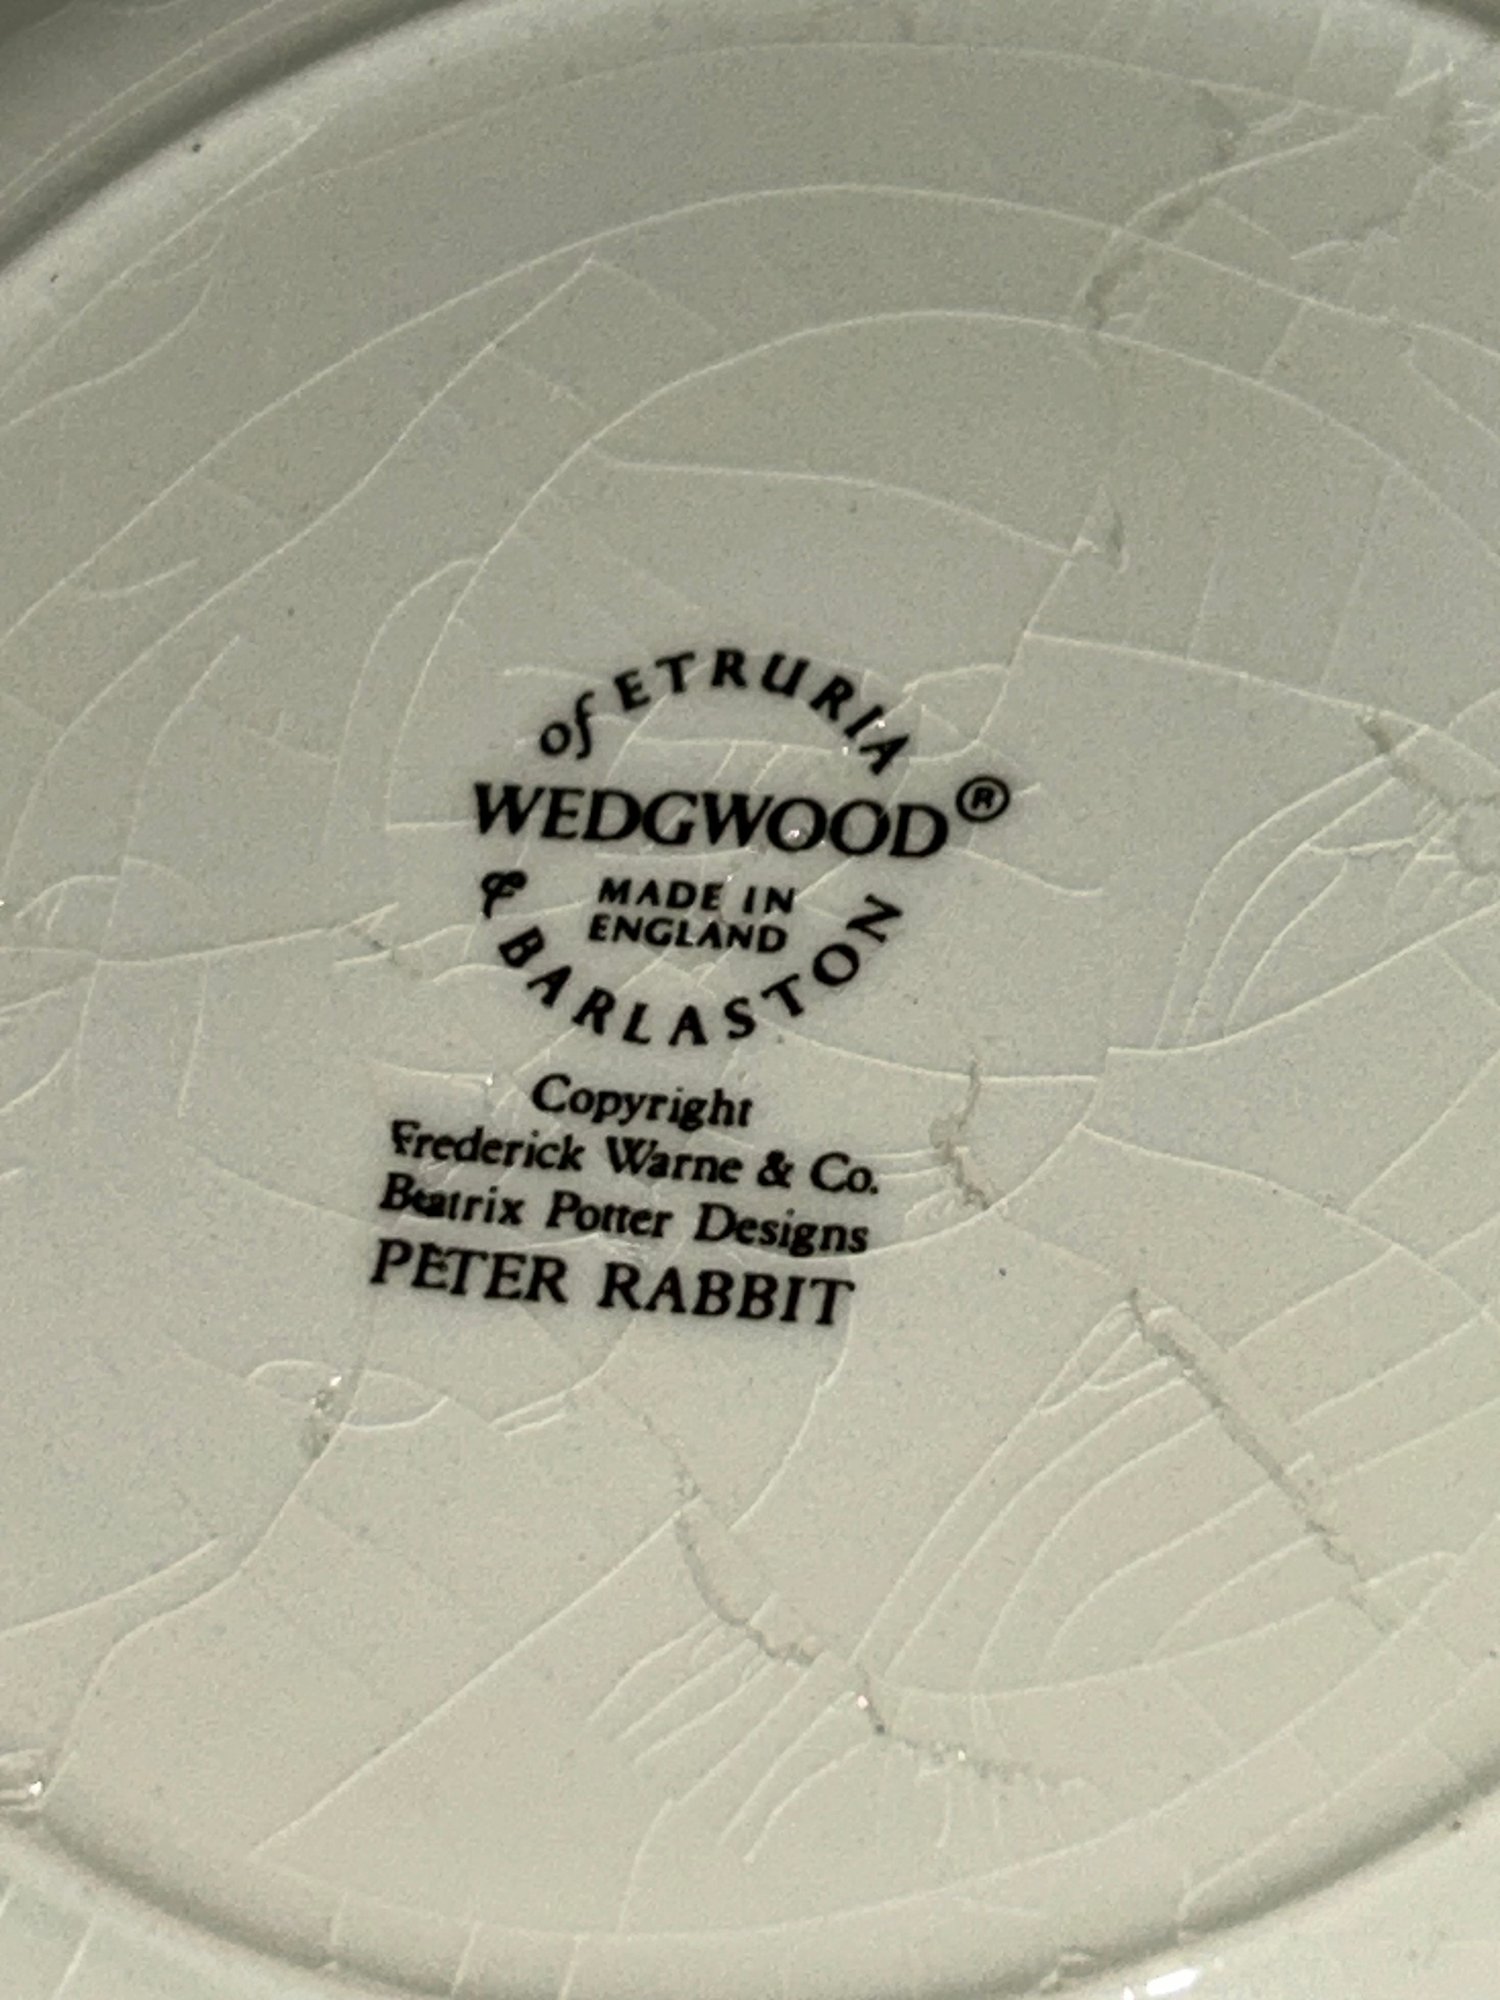 of ETRURIA
WEDGWOOD®
MADE IN
ENGLAND
& BARLASTON
Copyright
Frederick Warne & Co.
Beatrix Potter Designs
PETER RABBIT